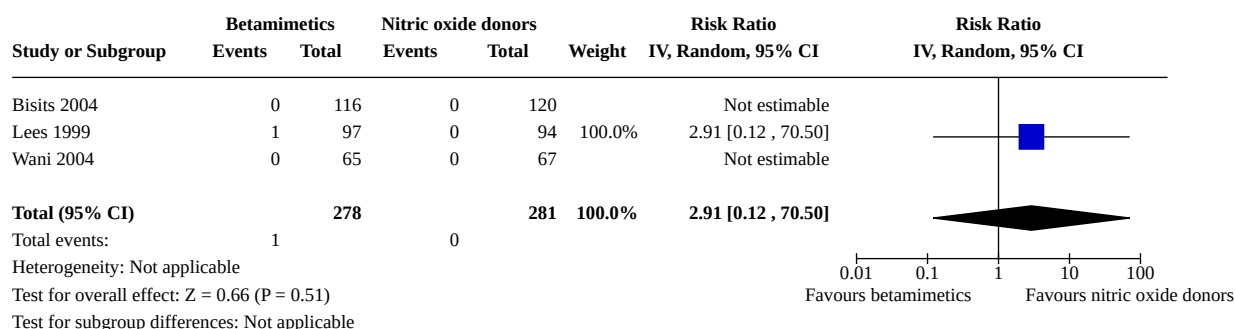 Betamimetics Nitric oxide donors Risk Ratio Risk Ratio
Study or Subgroup Events Total Events Total Weight IV, Random, 95% CI IV, Random, 95% CI
Bisits 2004 0 116 0 120 Not estimable
Lees 1999 1 97 0 94 100.0% 2.91 [0.12 , 70.50]
Wani 2004 0 65 0 67 Not estimable
Total (95% CI) 278 281 100.0% 2.91 [0.12 , 70.50]
Total events: 1 0
Heterogeneity: Not applicable
0.01 0.1 1 10 100
Test for overall effect: Z = 0.66 (P = 0.51)
Favours betamimetics Favours nitric oxide donors
Test for subgroup differences: Not applicable